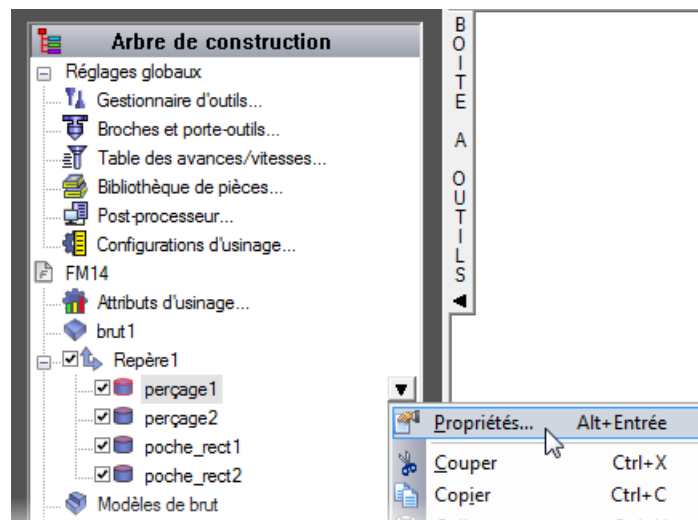 Arbre de construction
Réglages globaux
Gestionnaire d'outils...
Broches et porte-outils...
Table des avances/vitesses...
Bibliothèque de pièces...
Post-processeur...
Configurations d'usinage...
FM14
Attributs d'usinage...
brut1
Repère1
perçage1
perçage2
poche_rect1
poche_rect2
Modèles de brut
BOITE A OUTILS
Propriétés... Alt+Entrée
Couper Ctrl+X
Copier Ctrl+C